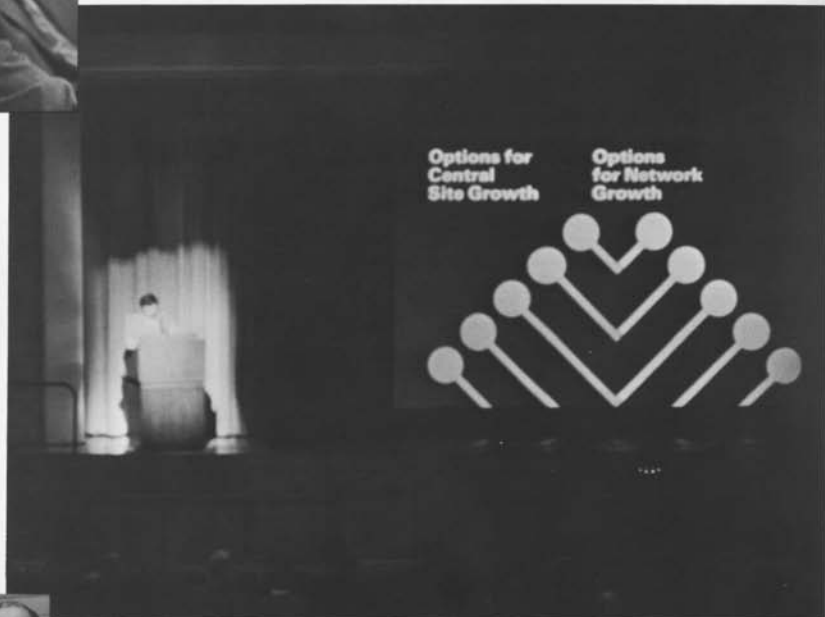 Options for
Central
Site Growth
Options
for Network
Growth